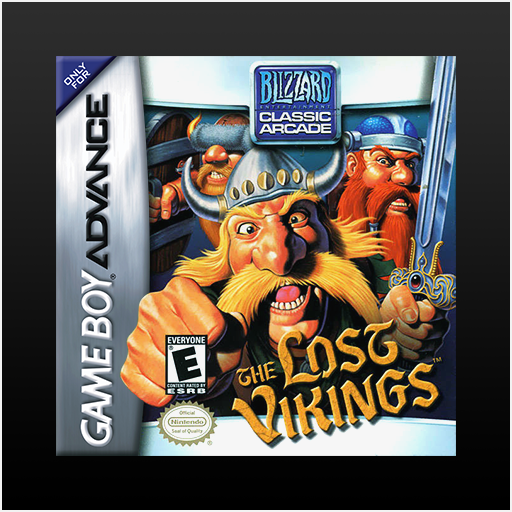 ONLY
FOR
GAME BOY ADVANCE
BLIZZARD
ENTERTAINMENT
CLASSIC
ARCADE
EVERYONE
E
CONTENT RATED BY
ESRB
Official
Nintendo
Seal of Quality
THE LOST
VIKINGS™